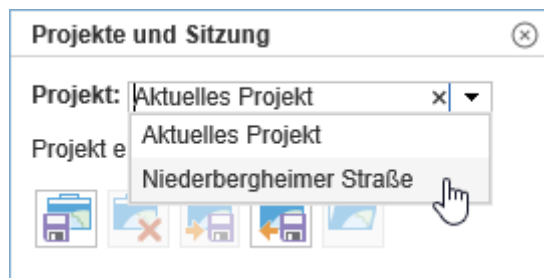 Projekte und Sitzung
Projekt: Aktuelles Projekt
Aktuelles Projekt
Projekt e
Niederbergheimer Straße